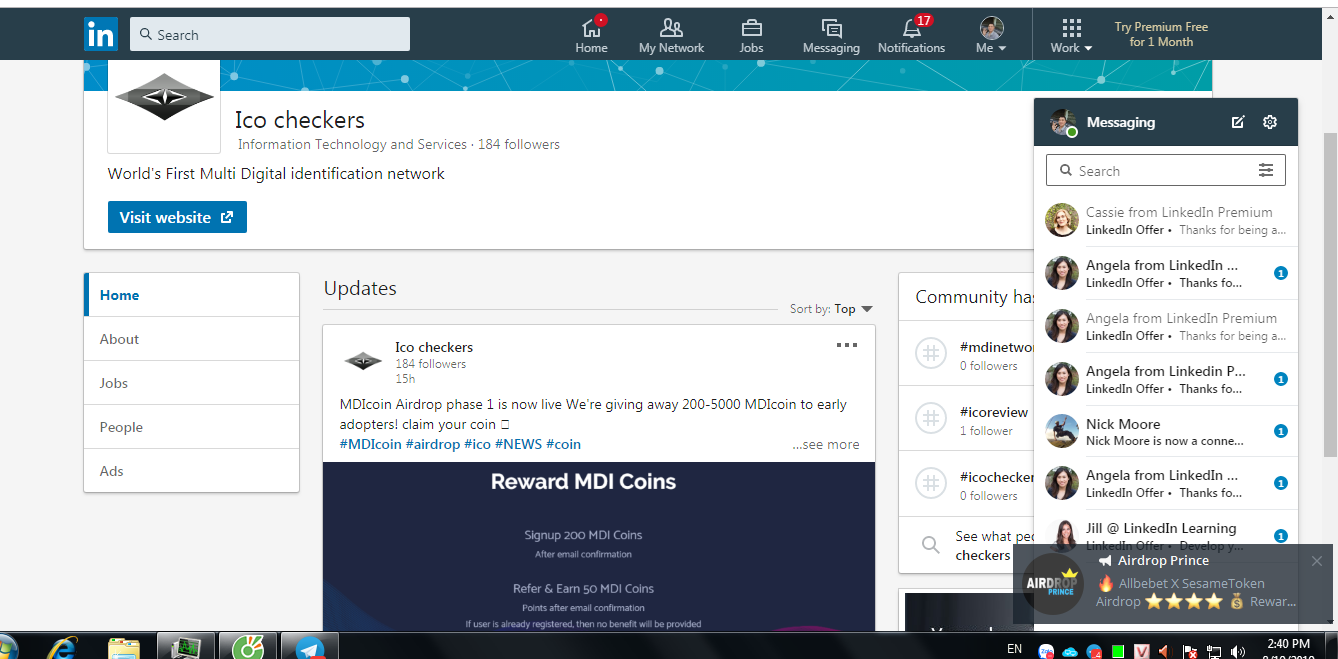 in
Search
Home
My Network
Jobs
Messaging
17
Notifications
Me
Work
Try Premium Free
for 1 Month
Ico checkers
Information Technology and Services · 184 followers
World's First Multi Digital identification network
Visit website
Home
About
Jobs
People
Ads
Updates
Sort by: Top
Ico checkers
184 followers
15h
MDIcoin Airdrop phase 1 is now live We're giving away 200-5000 MDIcoin to early
adopters! claim your coin
#MDIcoin #airdrop #ico #NEWS #coin
...see more
Reward MDI Coins
Signup 200 MDI Coins
After email confirmation
Refer & Earn 50 MDI Coins
Points after email confirmation
If user is already registered, then no benefit will be provided
Community
#mdinetwor
0 followers
#icoreview
1 follower
#icochecker
0 followers
See what
checkers
Messaging
Search
Cassie from LinkedIn Premium
LinkedIn Offer • Thanks for being a...
Angela from LinkedIn ...
LinkedIn Offer • Thanks fo...
1
Angela from LinkedIn Premium
LinkedIn Offer • Thanks for being a...
Angela from Linkedin P...
LinkedIn Offer • Thanks fo...
1
Nick Moore
Nick Moore is now a conne...
1
Angela from LinkedIn ...
LinkedIn Offer • Thanks fo...
1
Jill @ LinkedIn Learning
LinkedIn Offer • Develop y...
1
AIRDROP
PRINCE
Airdrop Prince
Allbebet X SesameToken
Airdrop ⭐⭐⭐⭐ 💰 Rewar...
EN
2:40 PM